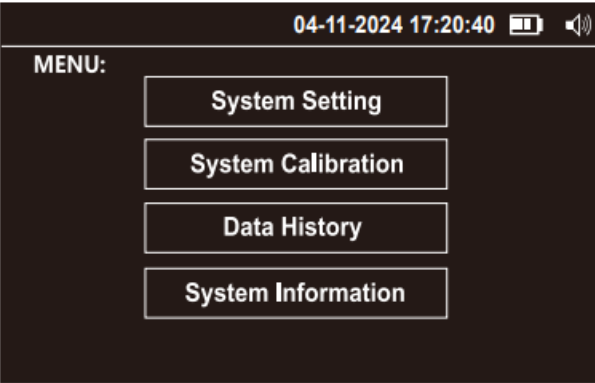 04-11-2024 17:20:40
MENU:
System Setting
System Calibration
Data History
System Information